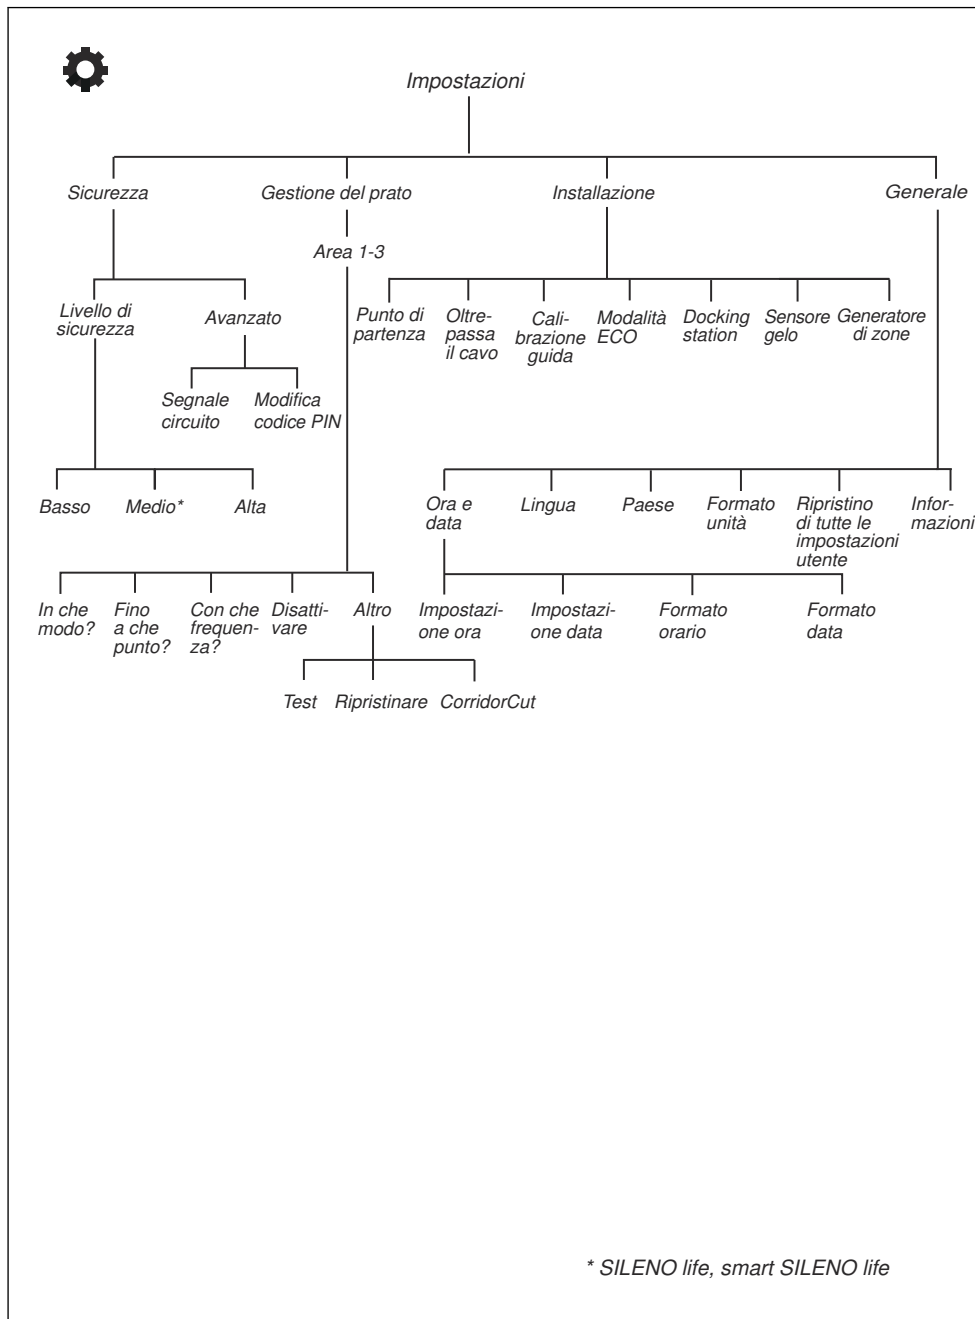 Impostazioni
Sicurezza
Gestione del prato
Installazione
Generale
Area 1-3
Livello di
sicurezza
Avanzato
Punto di
partenza
Oltre-
passa
il cavo
Cali-
brazione
guida
Modalità
ECO
Docking
station
Sensore
gelo
Generatore
di zone
Segnale
circuito
Modifica
codice PIN
Basso
Medio*
Alta
Ora e
data
Lingua
Paese
Formato
unità
Ripristino
di tutte le
impostazioni
utente
Infor-
mazioni
In che
modo?
Fino
a che
punto?
Con che
frequen-
za?
Disatti-
vare
Altro
Impostazi-
one ora
Impostazi-
one data
Formato
orario
Formato
data
Test
Ripristinare
CorridorCut
* SILENO life, smart SILENO life